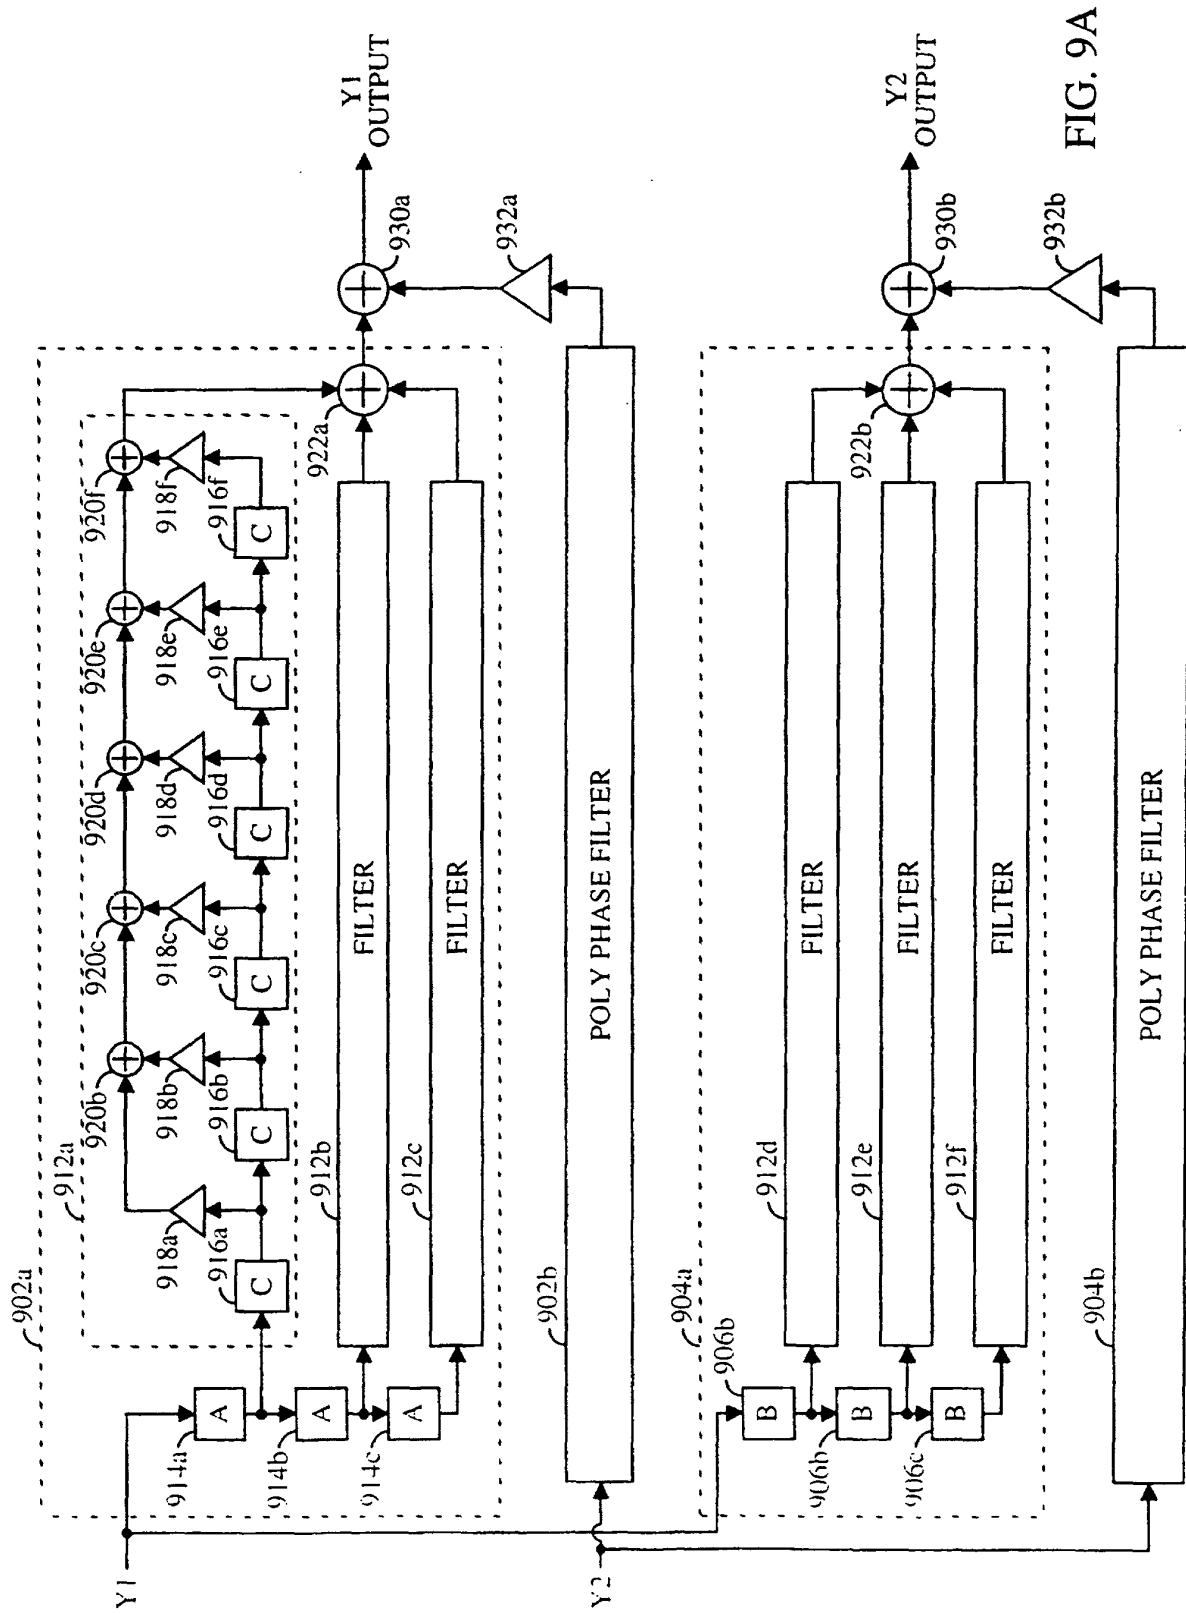 FIG. 9A
Y1
OUTPUT
Y2
OUTPUT
930a
932a
930b
932b
902a
912a
920b
920c
920d
920e
920f
918a
918b
918c
918d
918e
918f
916a
916b
916c
916d
916e
916f
C
C
C
C
C
C
922a
914a
A
914b
A
914c
A
912b
FILTER
912c
FILTER
902b
POLY PHASE FILTER
904a
906b
B
906b
B
906c
B
912d
FILTER
912e
FILTER
912f
FILTER
922b
904b
POLY PHASE FILTER
Y1
Y2